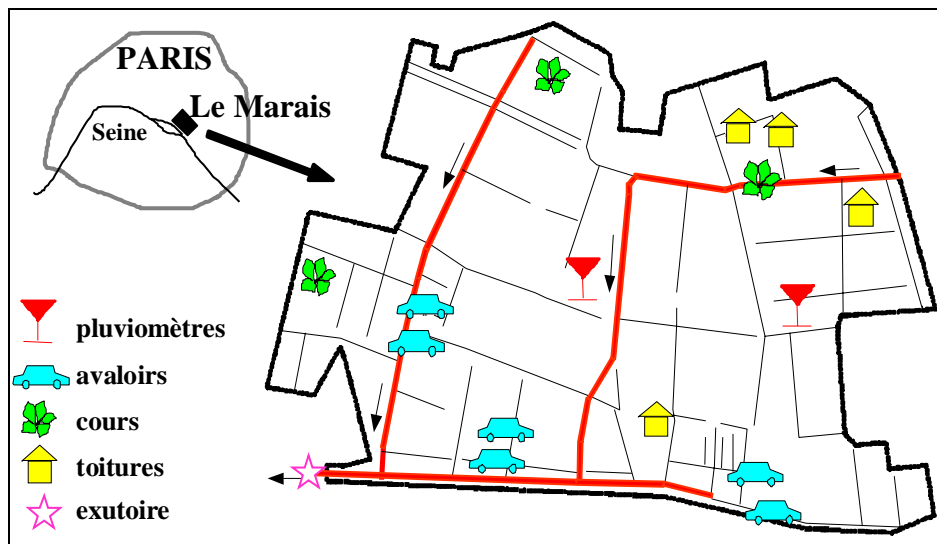 PARIS
Le Marais
Seine
pluviomètres
avaloirs
cours
toitures
exutoire